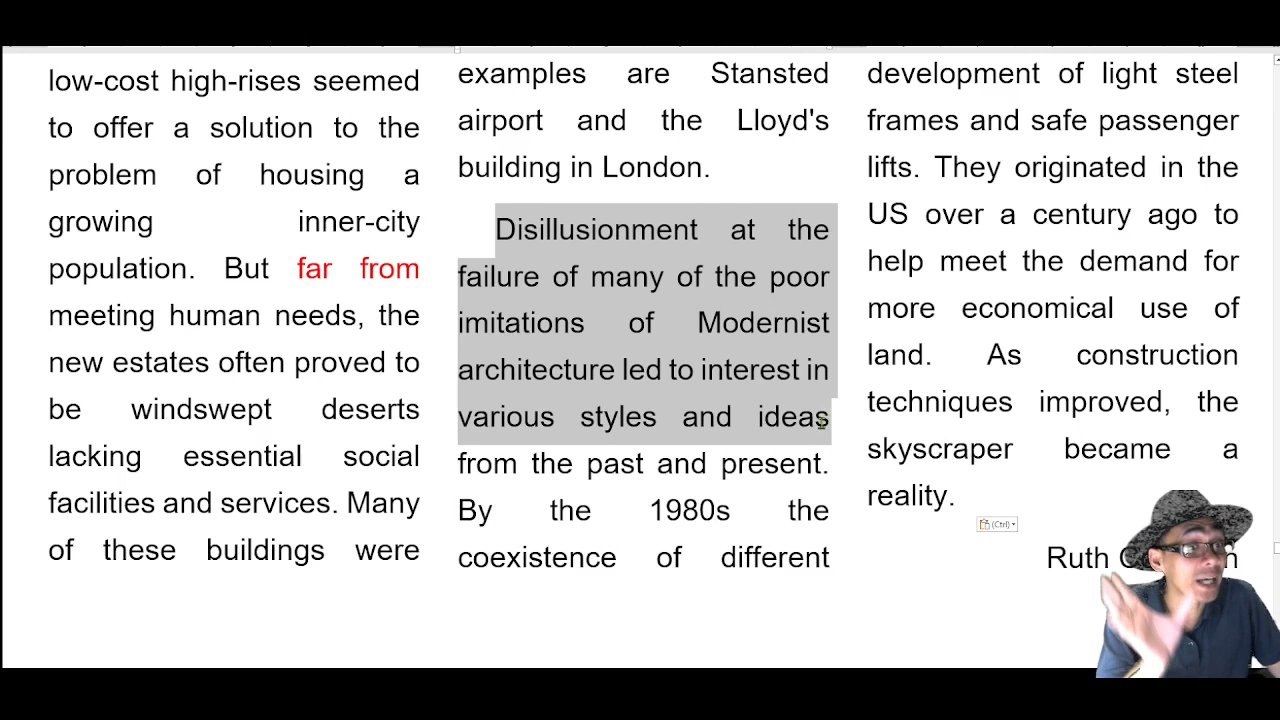 low-cost high-rises seemed
to offer a solution to the
problem of housing a
growing inner-city
population. But far from
meeting human needs, the
new estates often proved to
be windswept deserts
lacking essential social
facilities and services. Many
of these buildings were
examples are Stansted
airport and the Lloyd's
building in London.
Disillusionment at the
failure of many of the poor
imitations of Modernist
architecture led to interest in
various styles and ideas
from the past and present.
By the 1980s the
coexistence of different
development of light steel
frames and safe passenger
lifts. They originated in the
US over a century ago to
help meet the demand for
more economical use of
land. As construction
techniques improved, the
skyscraper became a
reality.
(Ctrl)
Ruth